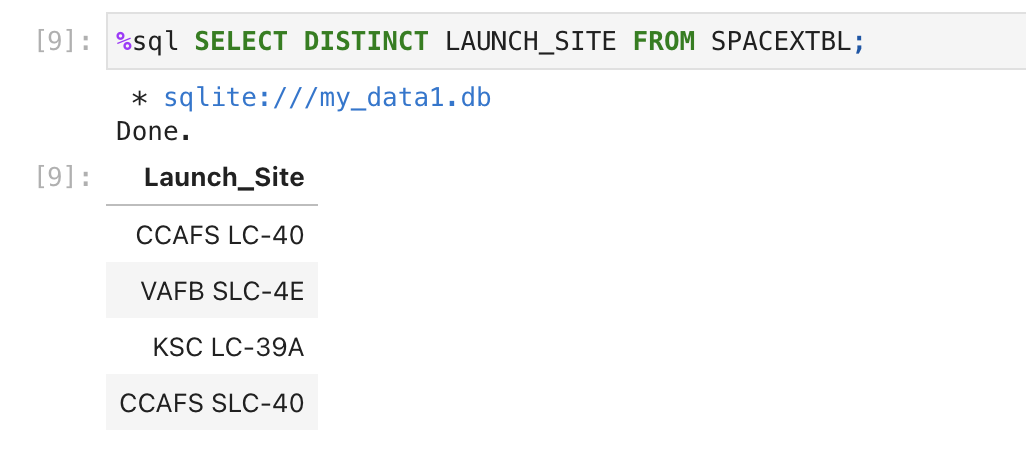 [9]: %sql SELECT DISTINCT LAUNCH_SITE FROM SPACEXTBL;
* sqlite:///my_data1.db
Done.
[9]: Launch_Site
CCAFS LC-40
VAFB SLC-4E
KSC LC-39A
CCAFS SLC-40